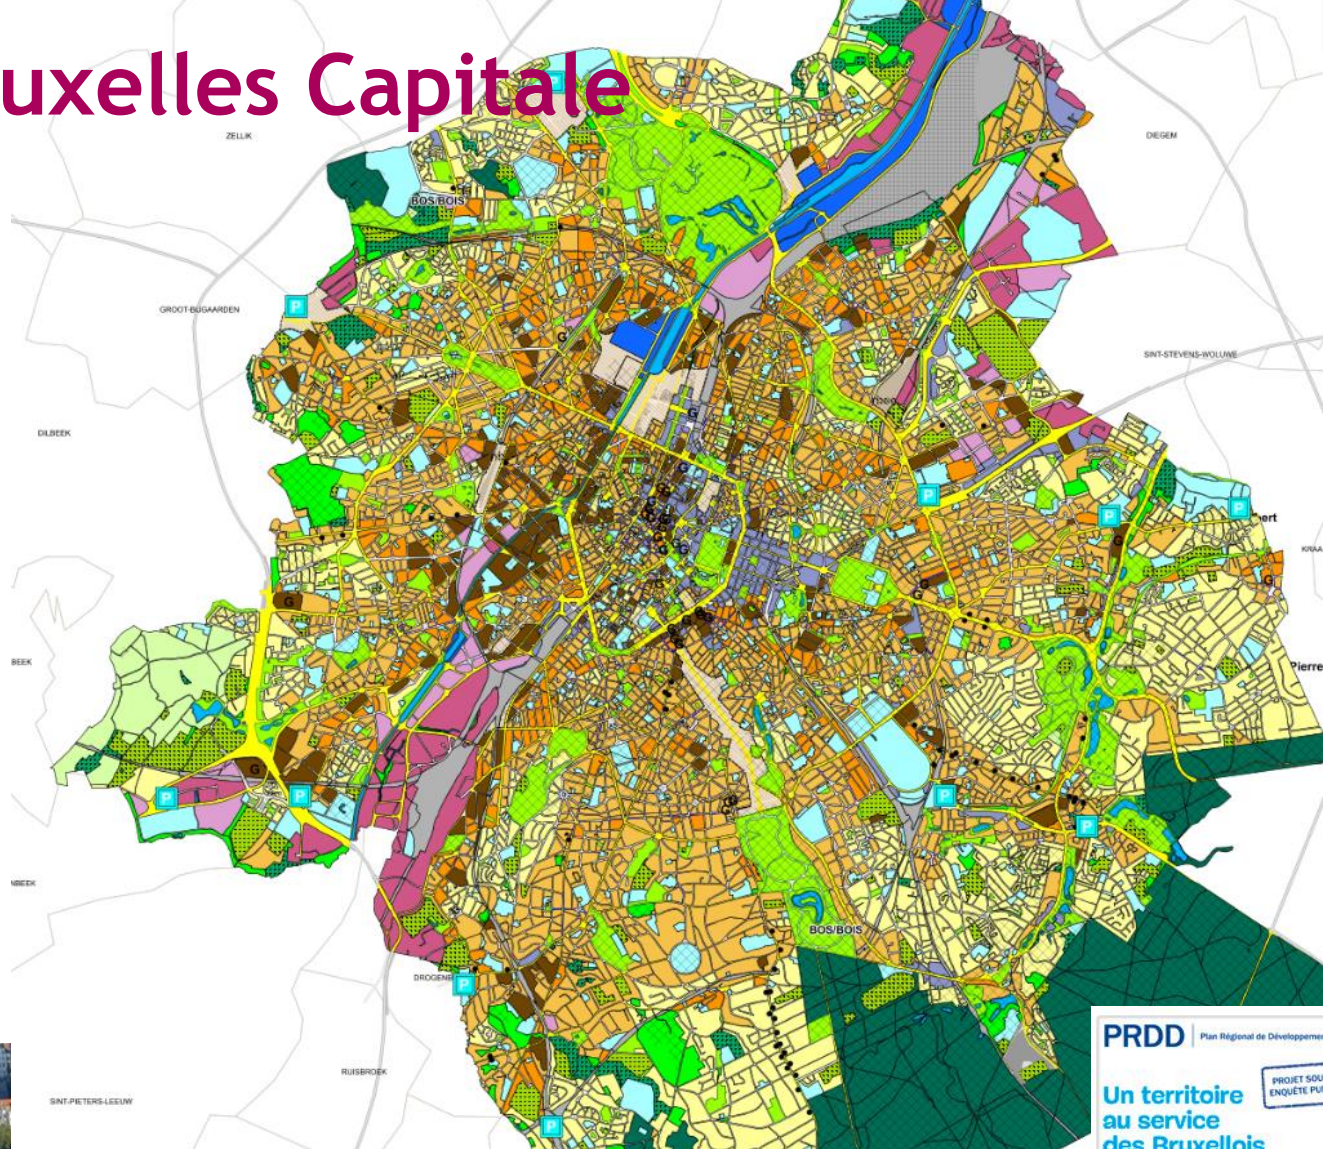 uxelles Capitale
ZELLIK
DIEGEM
BOS/BOIS
P
P
GROOT-BIJGAARDEN
G
SINT-STEVENS-WOLUWE
G
DILBEEK
G
P
P
P
bert
G
KRAA
G
G
G
G
BEEK
Pierre
G
P
P
P
P
NBEEK
BOS/BOIS
DROGENB
P
RUISBROEK
SINT-PIETERS-LEEUW
P
PRDD Plan Régional de Développemen
PROJET SOU
ENQUÊTE PU
Un territoire
au service
des Bruxellois